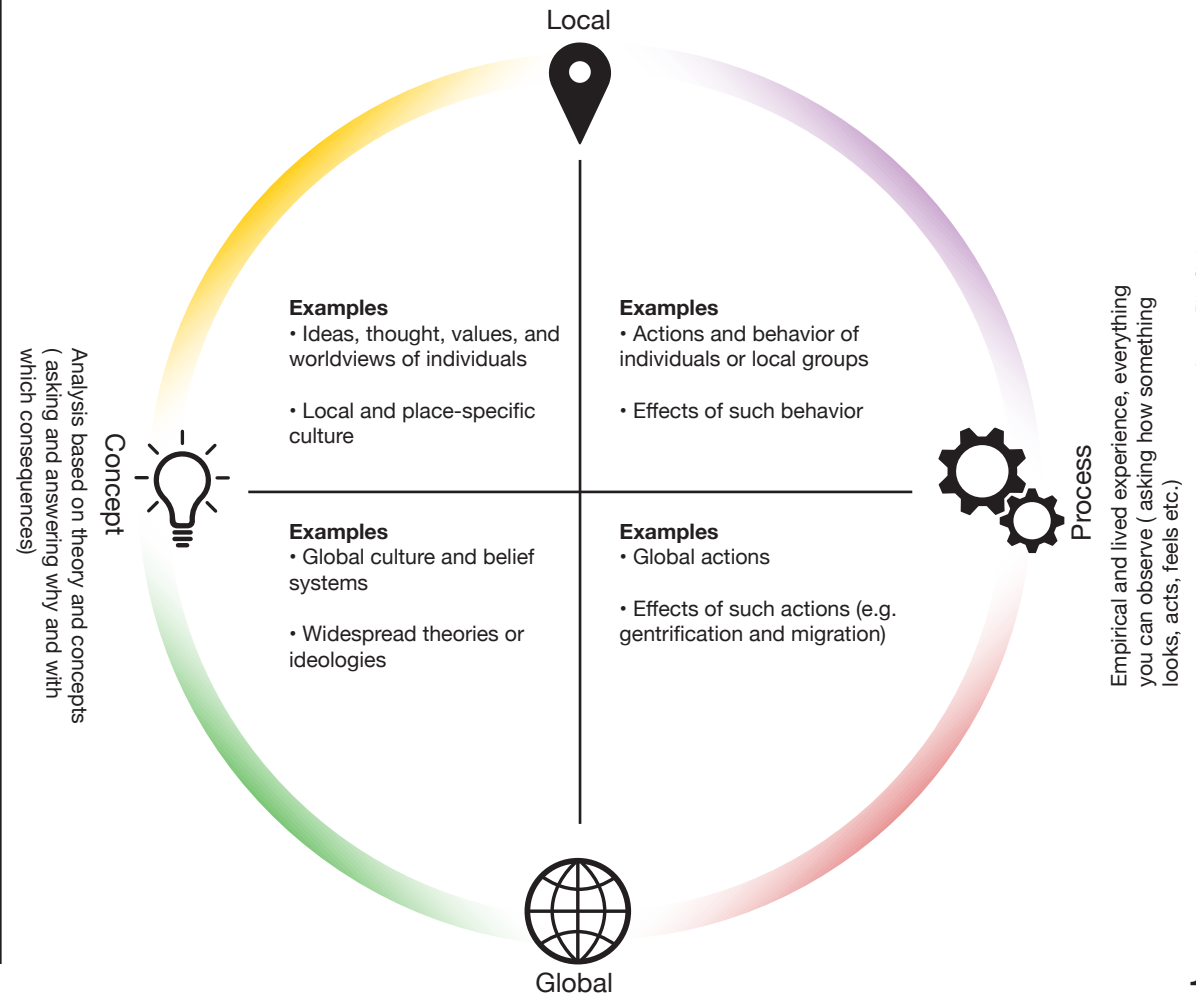 Local
Examples
• Ideas, thought, values, and
worldviews of individuals
• Local and place-specific
culture
Examples
• Actions and behavior of
individuals or local groups
• Effects of such behavior
Concept
Analysis based on theory and concepts
( asking and answering why and with
which consequences)
Process
Empirical and lived experience, everything
you can observe ( asking how something
looks, acts, feels etc.)
Examples
• Global culture and belief
systems
• Widespread theories or
ideologies
Examples
• Global actions
• Effects of such actions (e.g.
gentrification and migration)
Global